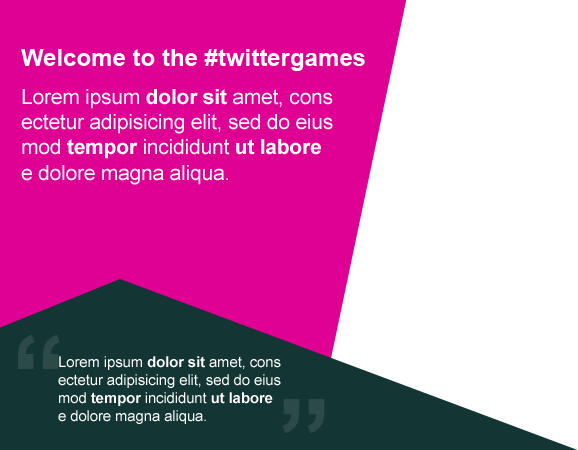 Welcome to the #twittergames
Lorem ipsum dolor sit amet, cons
ectetur adipisicing elit, sed do eius
mod tempor incididunt ut labore
e dolore magna aliqua.
“
Lorem ipsum dolor sit amet, cons
ectetur adipisicing elit, sed do eius
mod tempor incididunt ut labore
e dolore magna aliqua.
”